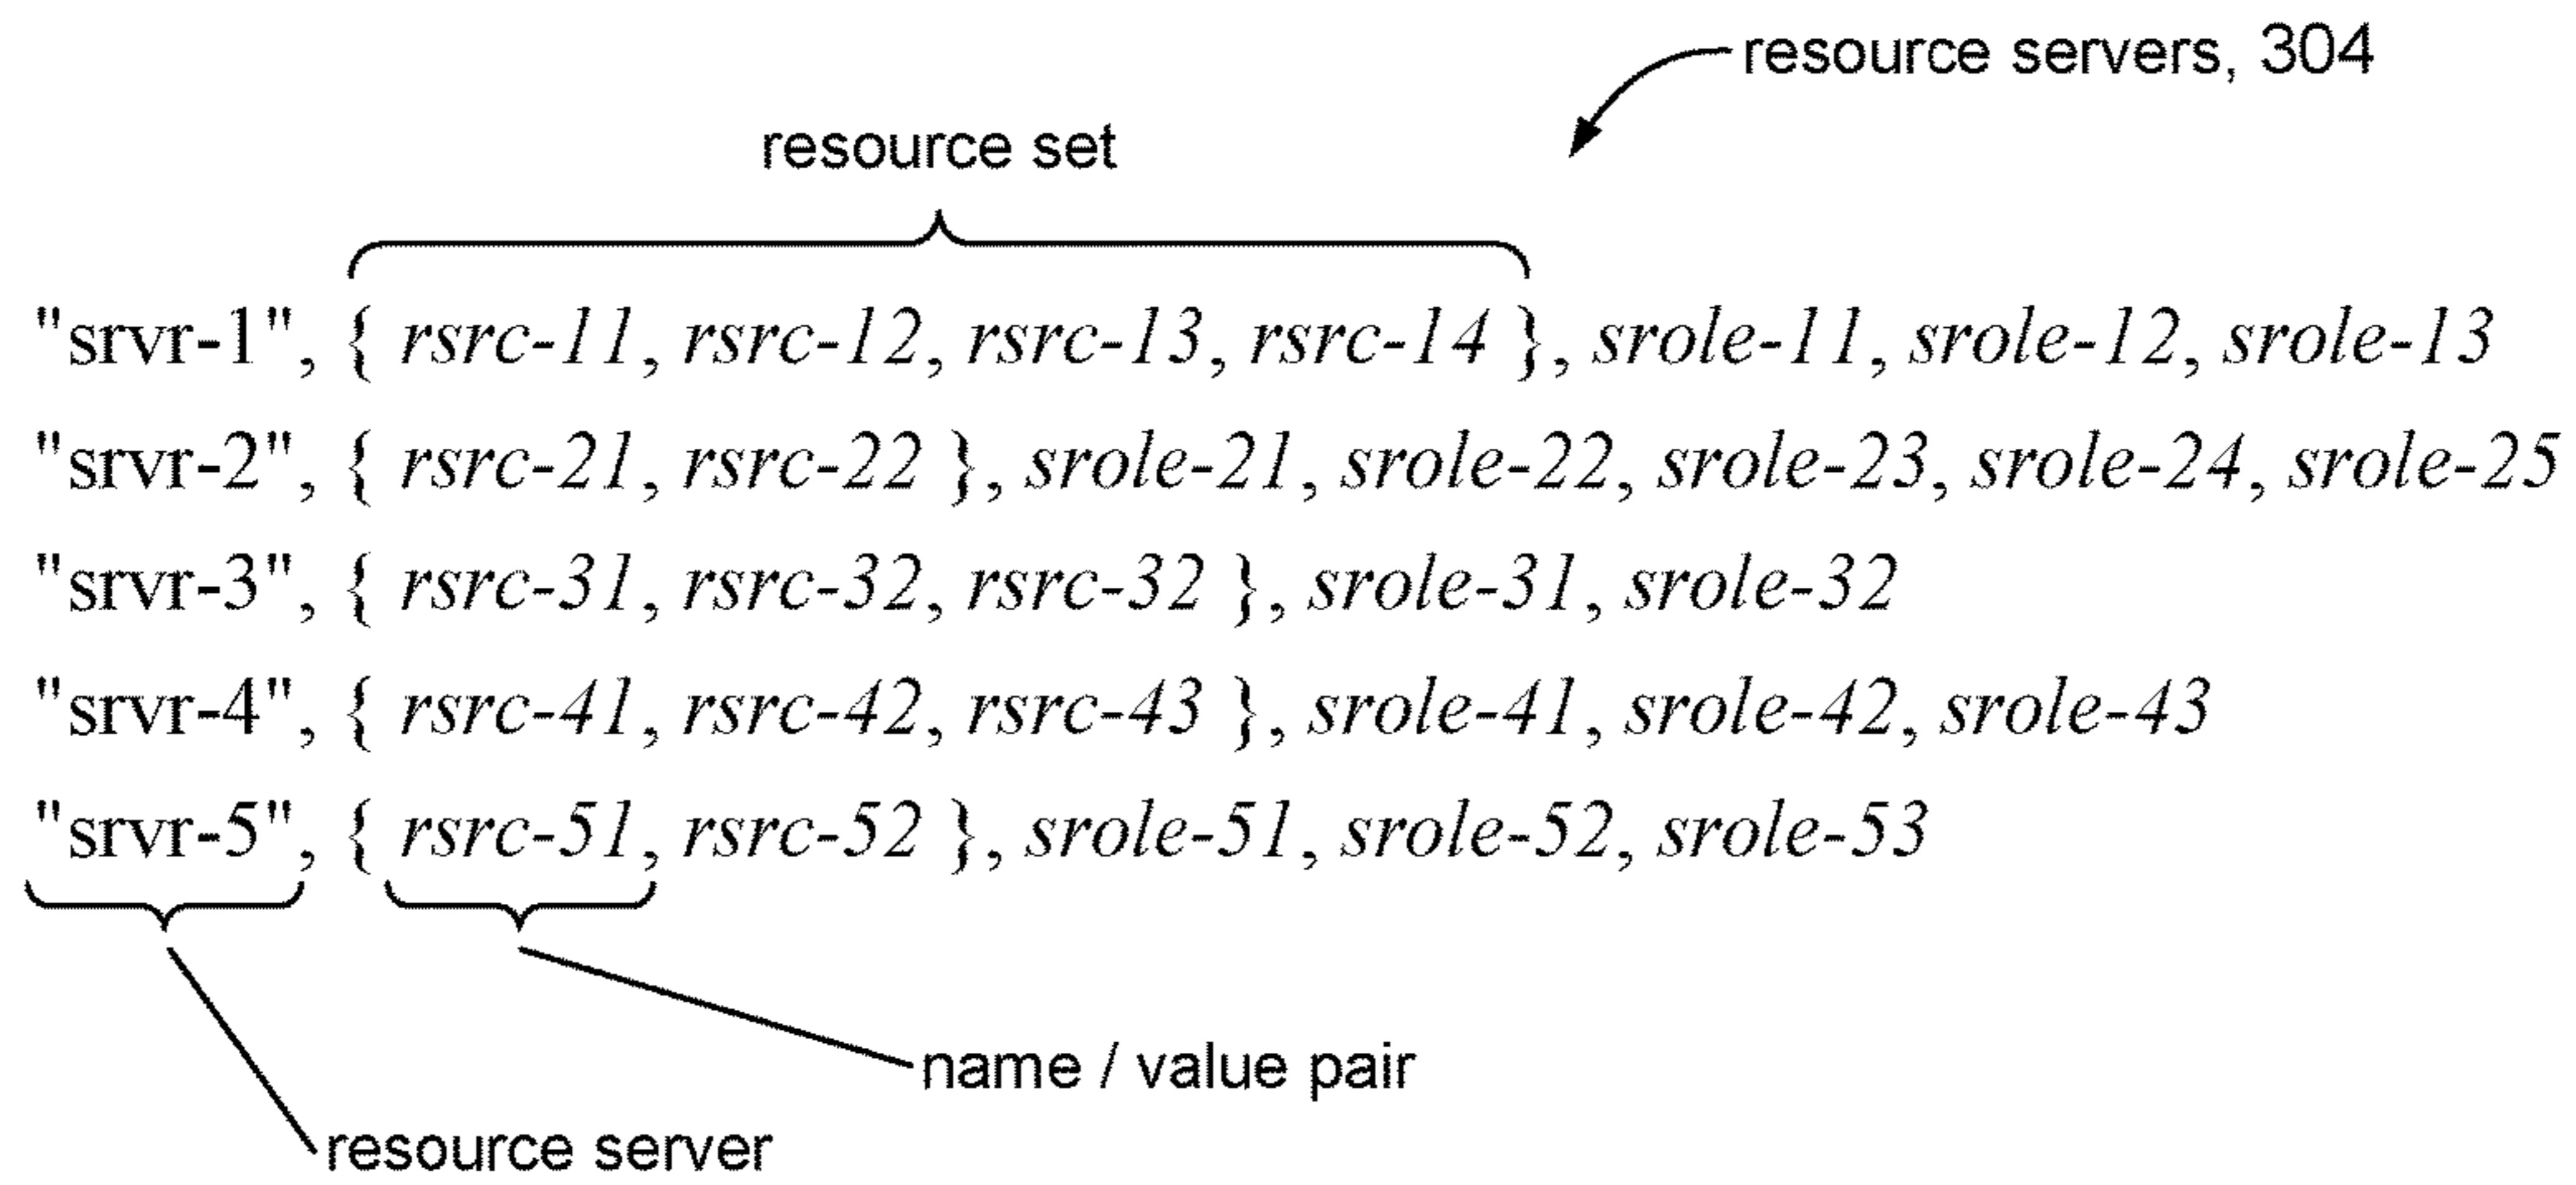 resource servers, 304
resource set
"srvr-1", { rsrc-11, rsrc-12, rsrc-13, rsrc-14 }, srole-11, srole-12, srole-13
"srvr-2", { rsrc-21, rsrc-22 }, srole-21, srole-22, srole-23, srole-24, srole-25
"srvr-3", { rsrc-31, rsrc-32, rsrc-32 }, srole-31, srole-32
"srvr-4", { rsrc-41, rsrc-42, rsrc-43 }, srole-41, srole-42, srole-43
"srvr-5", { rsrc-51, rsrc-52 }, srole-51, srole-52, srole-53
name / value pair
resource server